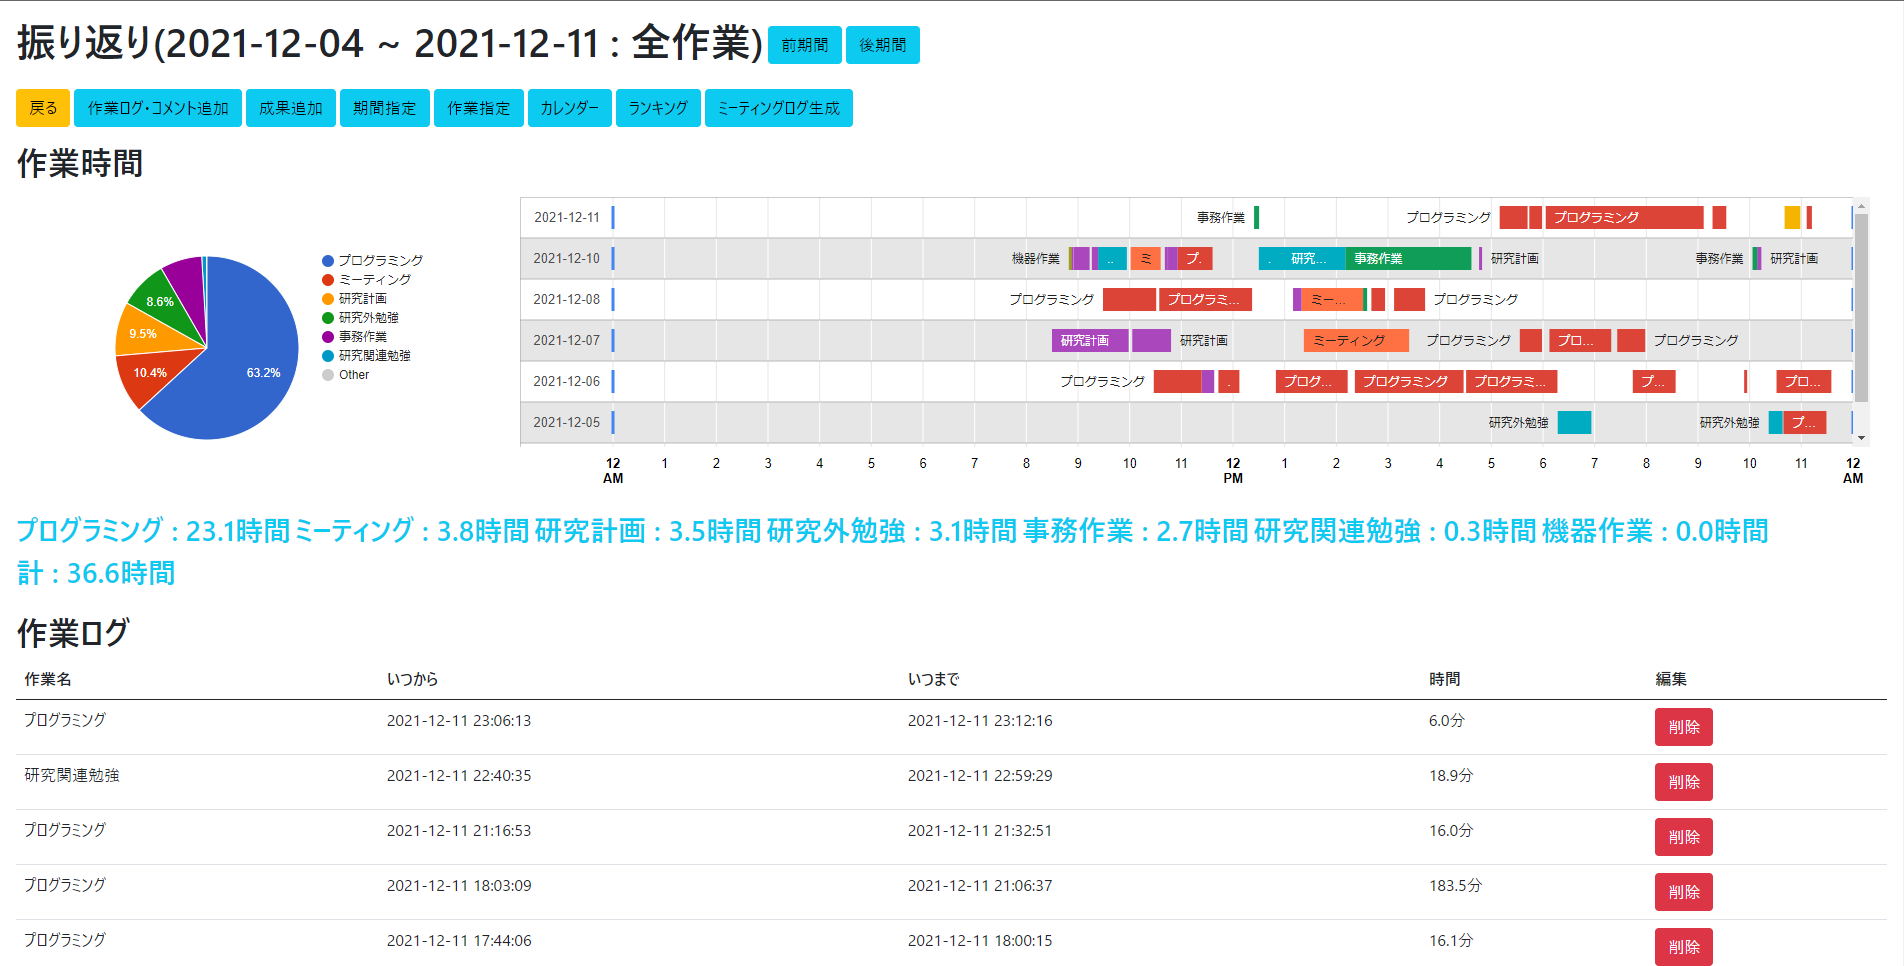 振り返り(2021-12-04 ~ 2021-12-11 : 全作業) 前期間 後期間
戻る 作業ログ・コメント追加 成果追加 期間指定 作業指定 カレンダー ランキング ミーティングログ生成
作業時間
プログラミング
ミーティング
研究計画
研究外勉強
事務作業
研究関連勉強
Other
8.6%
9.5%
10.4%
63.2%
2021-12-11 事務作業 プログラミング プログラミング
2021-12-10 機器作業 .. ミ プ. . 研究... 事務作業 研究計画 事務作業 研究計画
2021-12-08 プログラミング プログラミ... ミー... プログラミング
2021-12-07 研究計画 研究計画 ミーティング プログラミング プロ... プログラミング
2021-12-06 プログラミング . プログ... プログラミング プログラミ... プ... プロ...
2021-12-05 研究外勉強 研究外勉強 プ...
12 AM 1 2 3 4 5 6 7 8 9 10 11 12 PM 1 2 3 4 5 6 7 8 9 10 11 12 AM
プログラミング : 23.1時間 ミーティング : 3.8時間 研究計画 : 3.5時間 研究外勉強 : 3.1時間 事務作業 : 2.7時間 研究関連勉強 : 0.3時間 機器作業 : 0.0時間
計 : 36.6時間
作業ログ
作業名 いつから いつまで 時間 編集
プログラミング 2021-12-11 23:06:13 2021-12-11 23:12:16 6.0分 削除
研究関連勉強 2021-12-11 22:40:35 2021-12-11 22:59:29 18.9分 削除
プログラミング 2021-12-11 21:16:53 2021-12-11 21:32:51 16.0分 削除
プログラミング 2021-12-11 18:03:09 2021-12-11 21:06:37 183.5分 削除
プログラミング 2021-12-11 17:44:06 2021-12-11 18:00:15 16.1分 削除